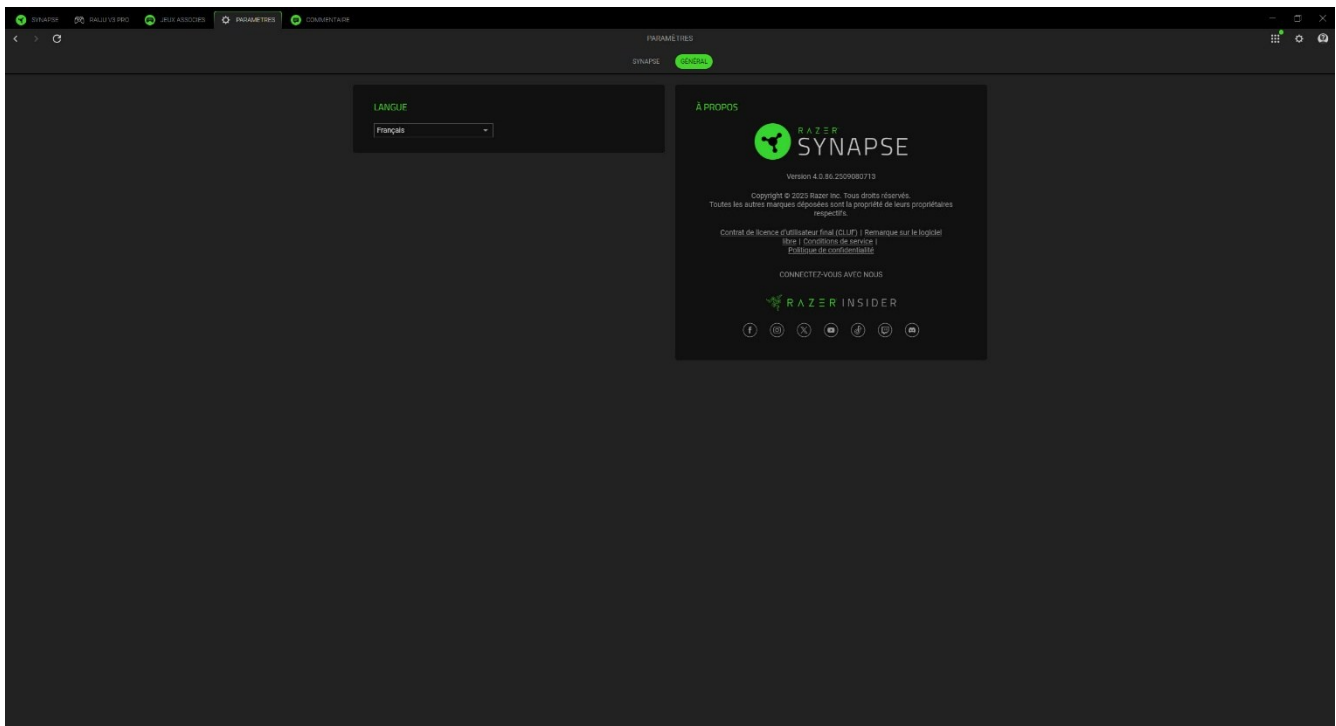 SYNAPSE
RAIJU V3 PRO
JEUX ASSOCIÉS
PARAMÈTRES
COMMENTAIRE
PARAMÈTRES
SYNAPSE
GÉNÉRAL
LANGUE
Français
À PROPOS
RAZER
SYNAPSE
Version 4.0.86.2509080713
Copyright © 2025 Razer Inc. Tous droits réservés.
Toutes les autres marques déposées sont la propriété de leurs propriétaires
respectifs.
Contrat de licence d'utilisateur final (CLUF) | Remarque sur le logiciel
libre | Conditions de service |
Politique de confidentialité
CONNECTEZ-VOUS AVEC NOUS
RAZER INSIDER